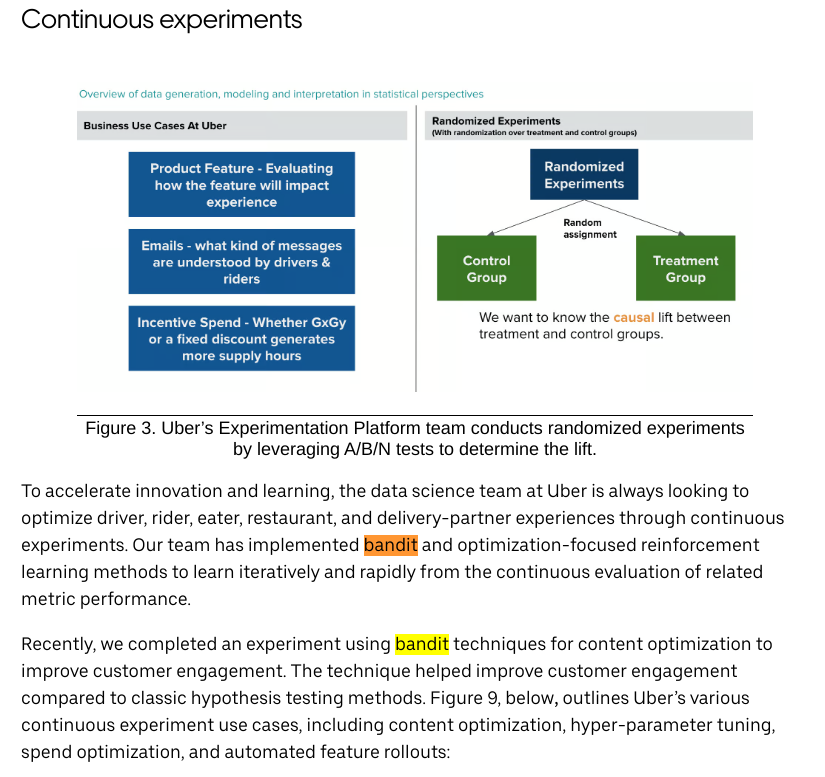 Continuous experiments
Overview of data generation, modeling and interpretation in statistical perspectives
Business Use Cases At Uber
Product Feature - Evaluating
how the feature will impact
experience
Emails - what kind of messages
are understood by drivers &
riders
Incentive Spend - Whether GxGy
or a fixed discount generates
more supply hours
Randomized Experiments
(With randomization over treatment and control groups)
Randomized
Experiments
Random
assignment
Control
Group
Treatment
Group
We want to know the causal lift between
treatment and control groups.
Figure 3. Uber’s Experimentation Platform team conducts randomized experiments
by leveraging A/B/N tests to determine the lift.
To accelerate innovation and learning, the data science team at Uber is always looking to
optimize driver, rider, eater, restaurant, and delivery-partner experiences through continuous
experiments. Our team has implemented bandit and optimization-focused reinforcement
learning methods to learn iteratively and rapidly from the continuous evaluation of related
metric performance.
Recently, we completed an experiment using bandit techniques for content optimization to
improve customer engagement. The technique helped improve customer engagement
compared to classic hypothesis testing methods. Figure 9, below, outlines Uber’s various
continuous experiment use cases, including content optimization, hyper-parameter tuning,
spend optimization, and automated feature rollouts: